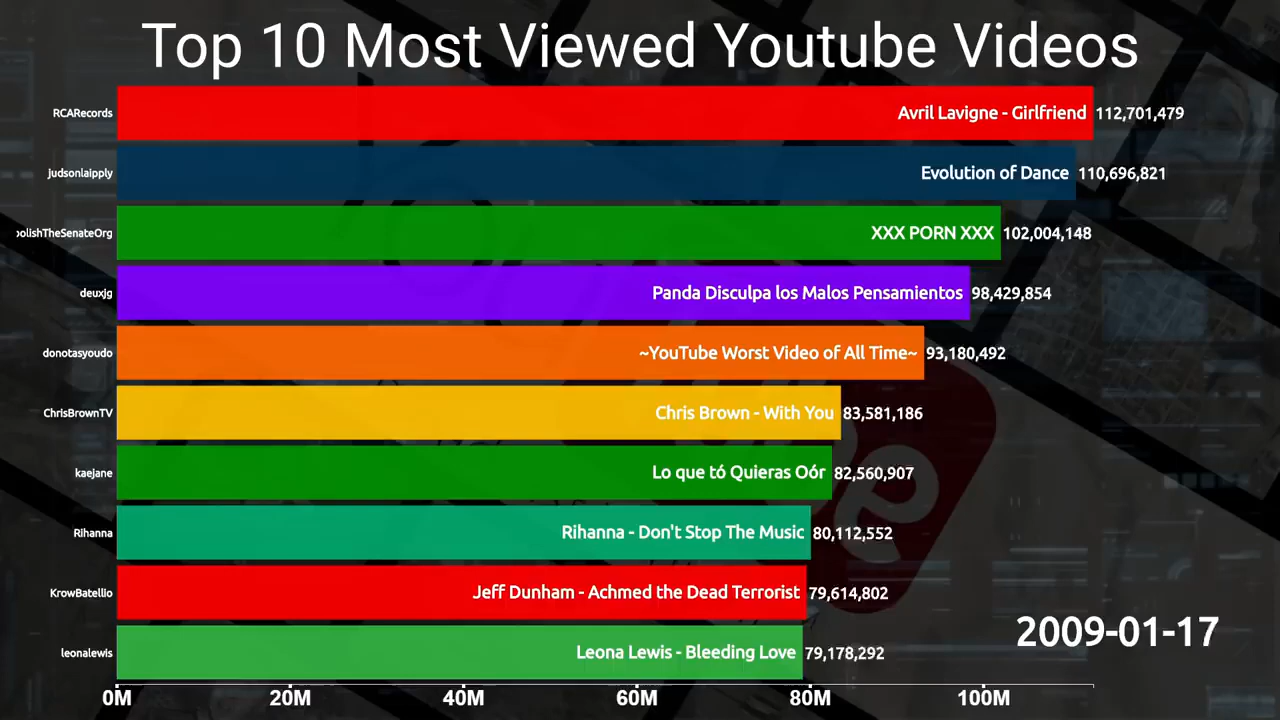 Top 10 Most Viewed Youtube Videos
RCARecords Avril Lavigne - Girlfriend 112,701,479
judsonlaipply Evolution of Dance 110,696,821
olishTheSenateOrg XXX PORN XXX 102,004,148
deuxjg Panda Disculpa los Malos Pensamientos 98,429,854
donotasyoudo ~YouTube Worst Video of All Time~ 93,180,492
ChrisBrownTV Chris Brown - With You 83,581,186
kaejane Lo que tó Quieras Oór 82,560,907
Rihanna Rihanna - Don't Stop The Music 80,112,552
KrowBatellio Jeff Dunham - Achmed the Dead Terrorist 79,614,802
leonalewis Leona Lewis - Bleeding Love 79,178,292
2009-01-17
0M 20M 40M 60M 80M 100M